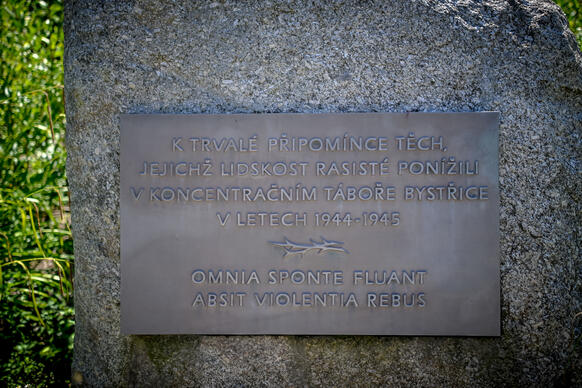 K TRVALÉ PŘIPOMÍNCE TĚCH,
JEJICHŽ LIDSKOST RASISTÉ PONÍŽILI
V KONCENTRAČNÍM TÁBOŘE BYSTŘICE
V LETECH 1944-1945
OMNIA SPONTE FLUANT
ABSIT VIOLENTIA REBUS